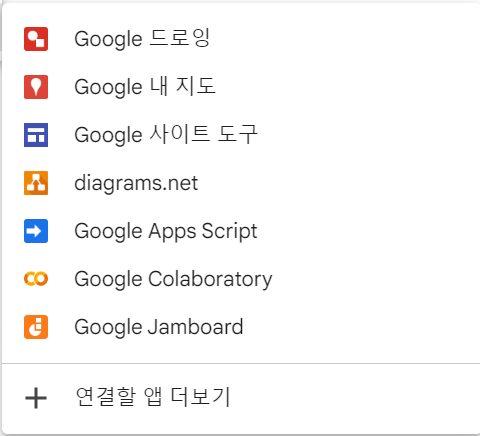 Google 드로잉
Google 내 지도
Google 사이트 도구
diagrams.net
Google Apps Script
Google Colaboratory
Google Jamboard
연결할 앱 더보기